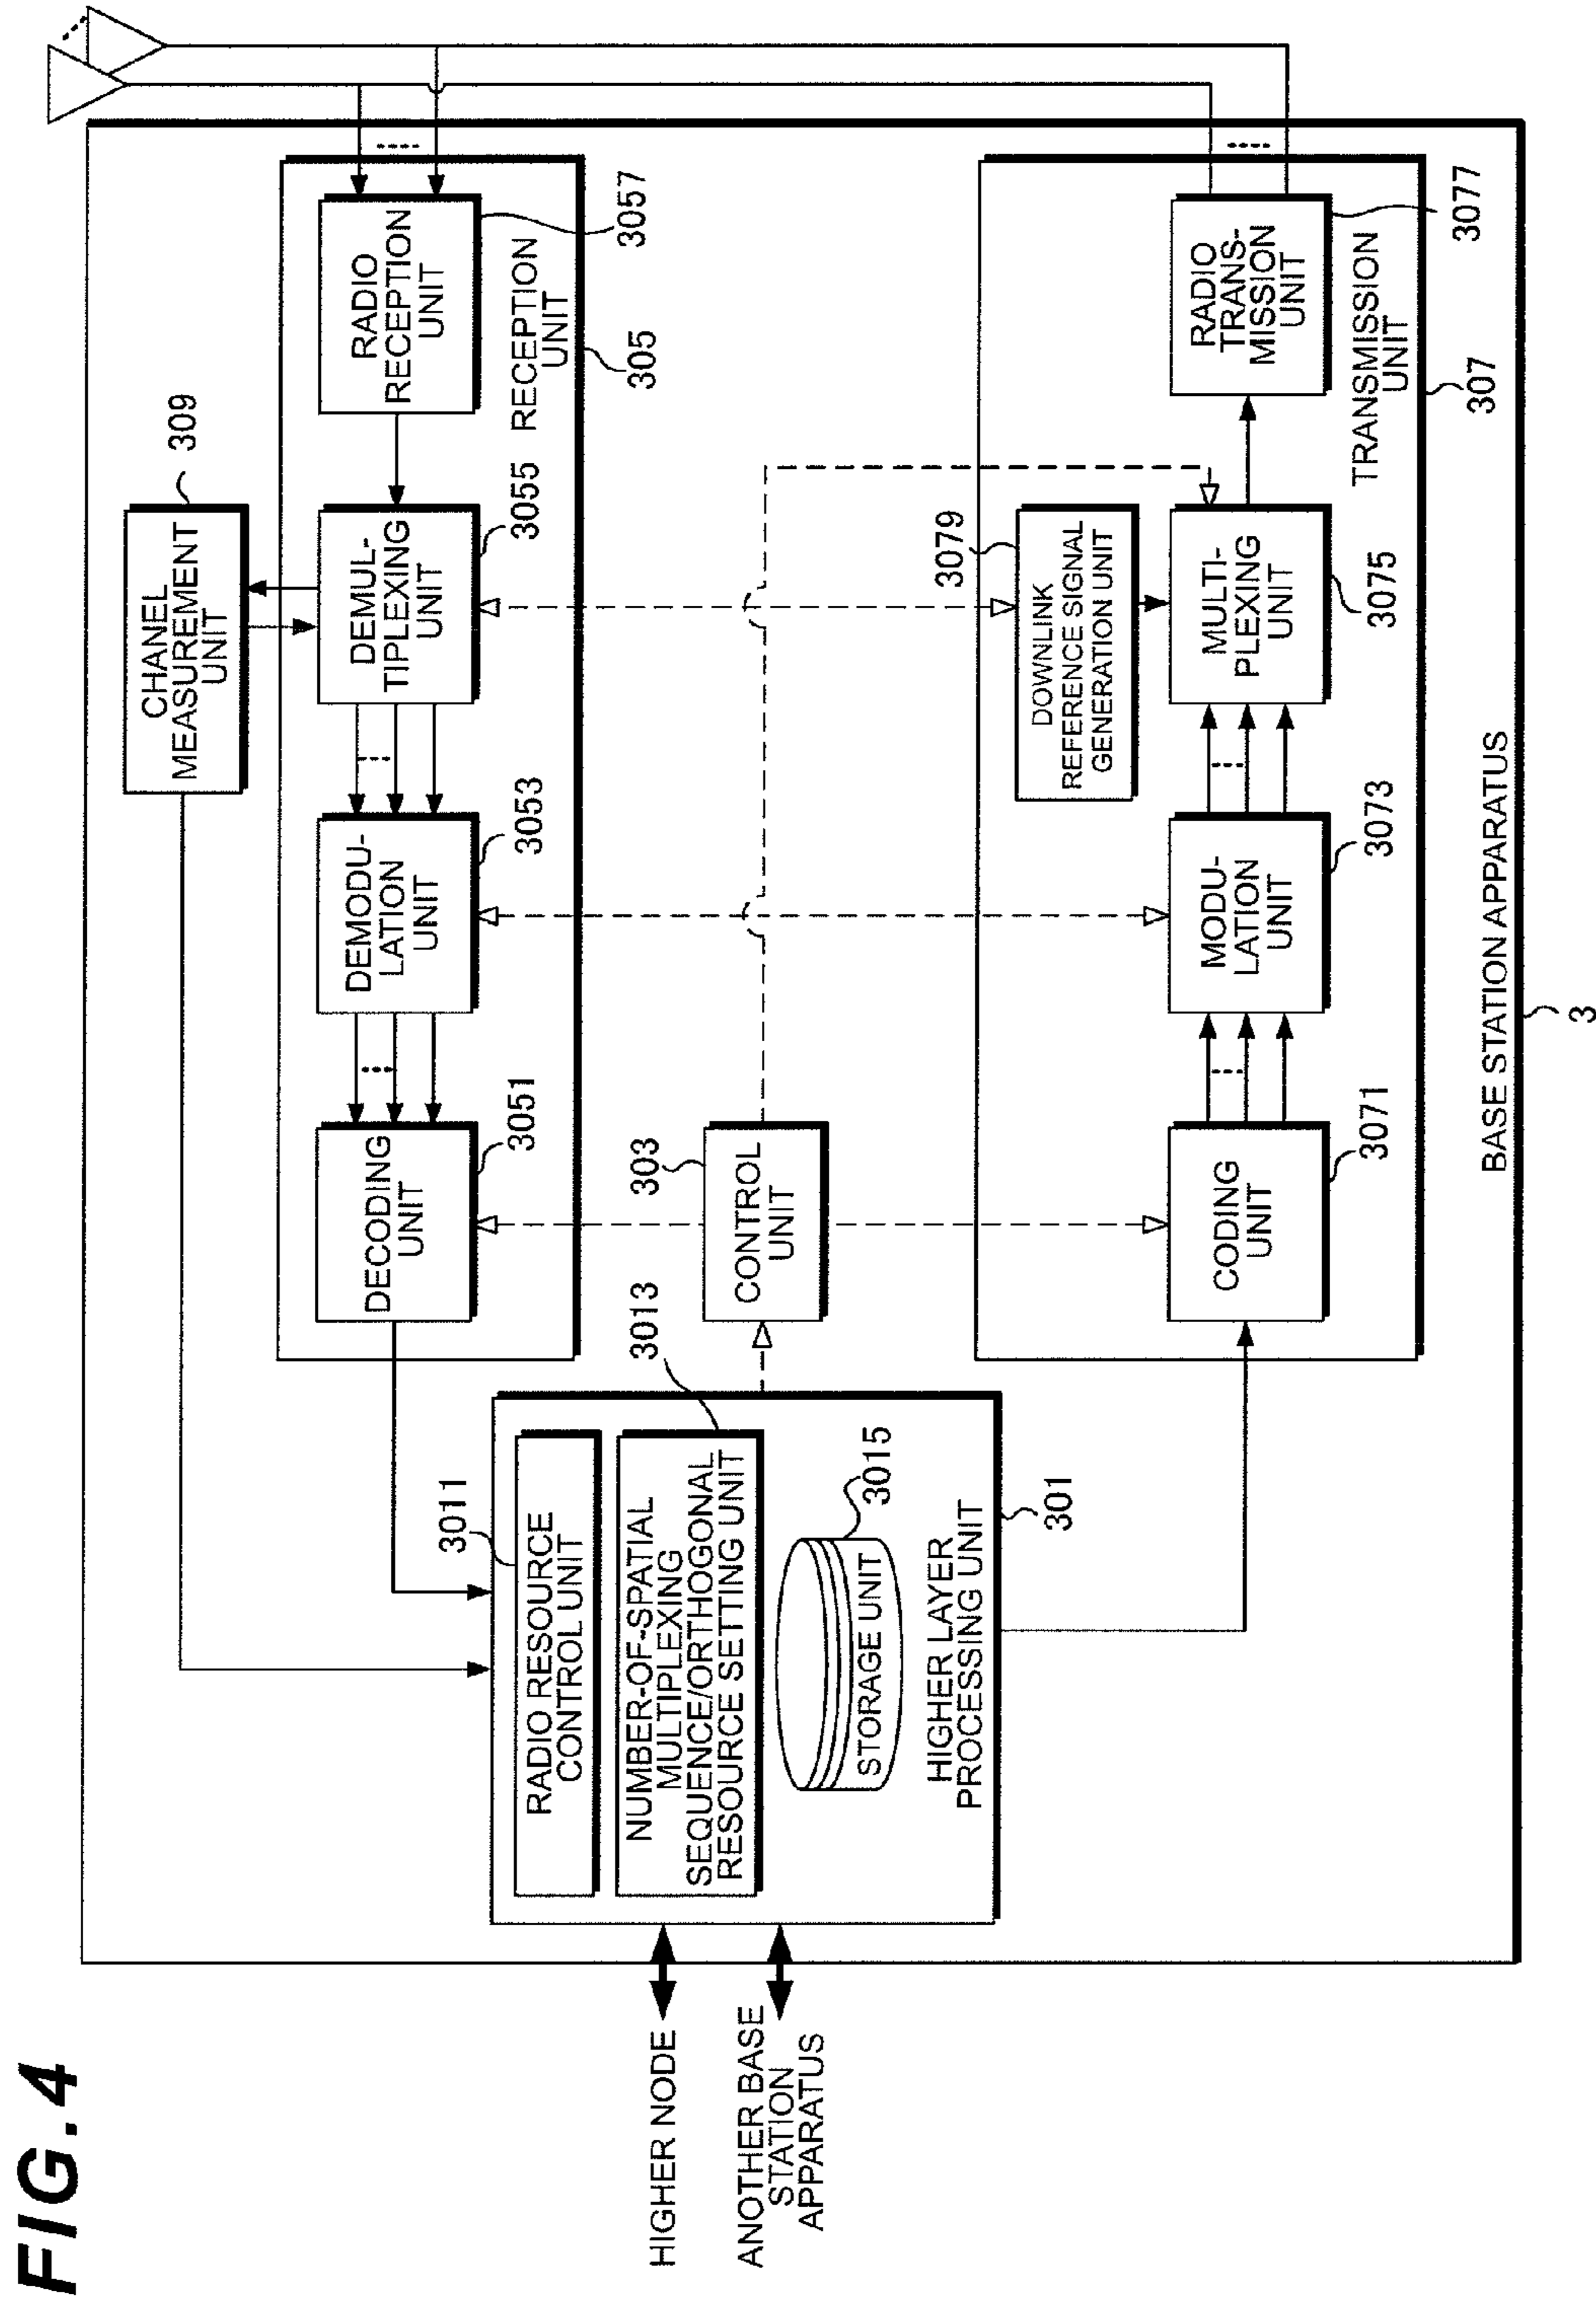 FIG.4
CHANEL
MEASUREMENT
UNIT
309
DECODING
UNIT
3051
DEMODU-
LATION
UNIT
3053
DEMUL-
TIPLEXING
UNIT
3055
RADIO
RECEPTION
UNIT
3057
RECEPTION
UNIT
305
RADIO RESOURCE
CONTROL UNIT
3011
NUMBER-OF-SPATIAL
MULTIPLEXING
SEQUENCE/ORTHOGONAL
RESOURCE SETTING UNIT
3013
STORAGE UNIT
3015
HIGHER LAYER
PROCESSING UNIT
301
HIGHER NODE
ANOTHER BASE
STATION
APPARATUS
CONTROL
UNIT
303
DOWNLINK
REFERENCE SIGNAL
GENERATION UNIT
3079
CODING
UNIT
3071
MODU-
LATION
UNIT
3073
MULTI-
PLEXING
UNIT
3075
RADIO
TRANS-
MISSION
UNIT
3077
TRANSMISSION
UNIT
307
BASE STATION APPARATUS
3